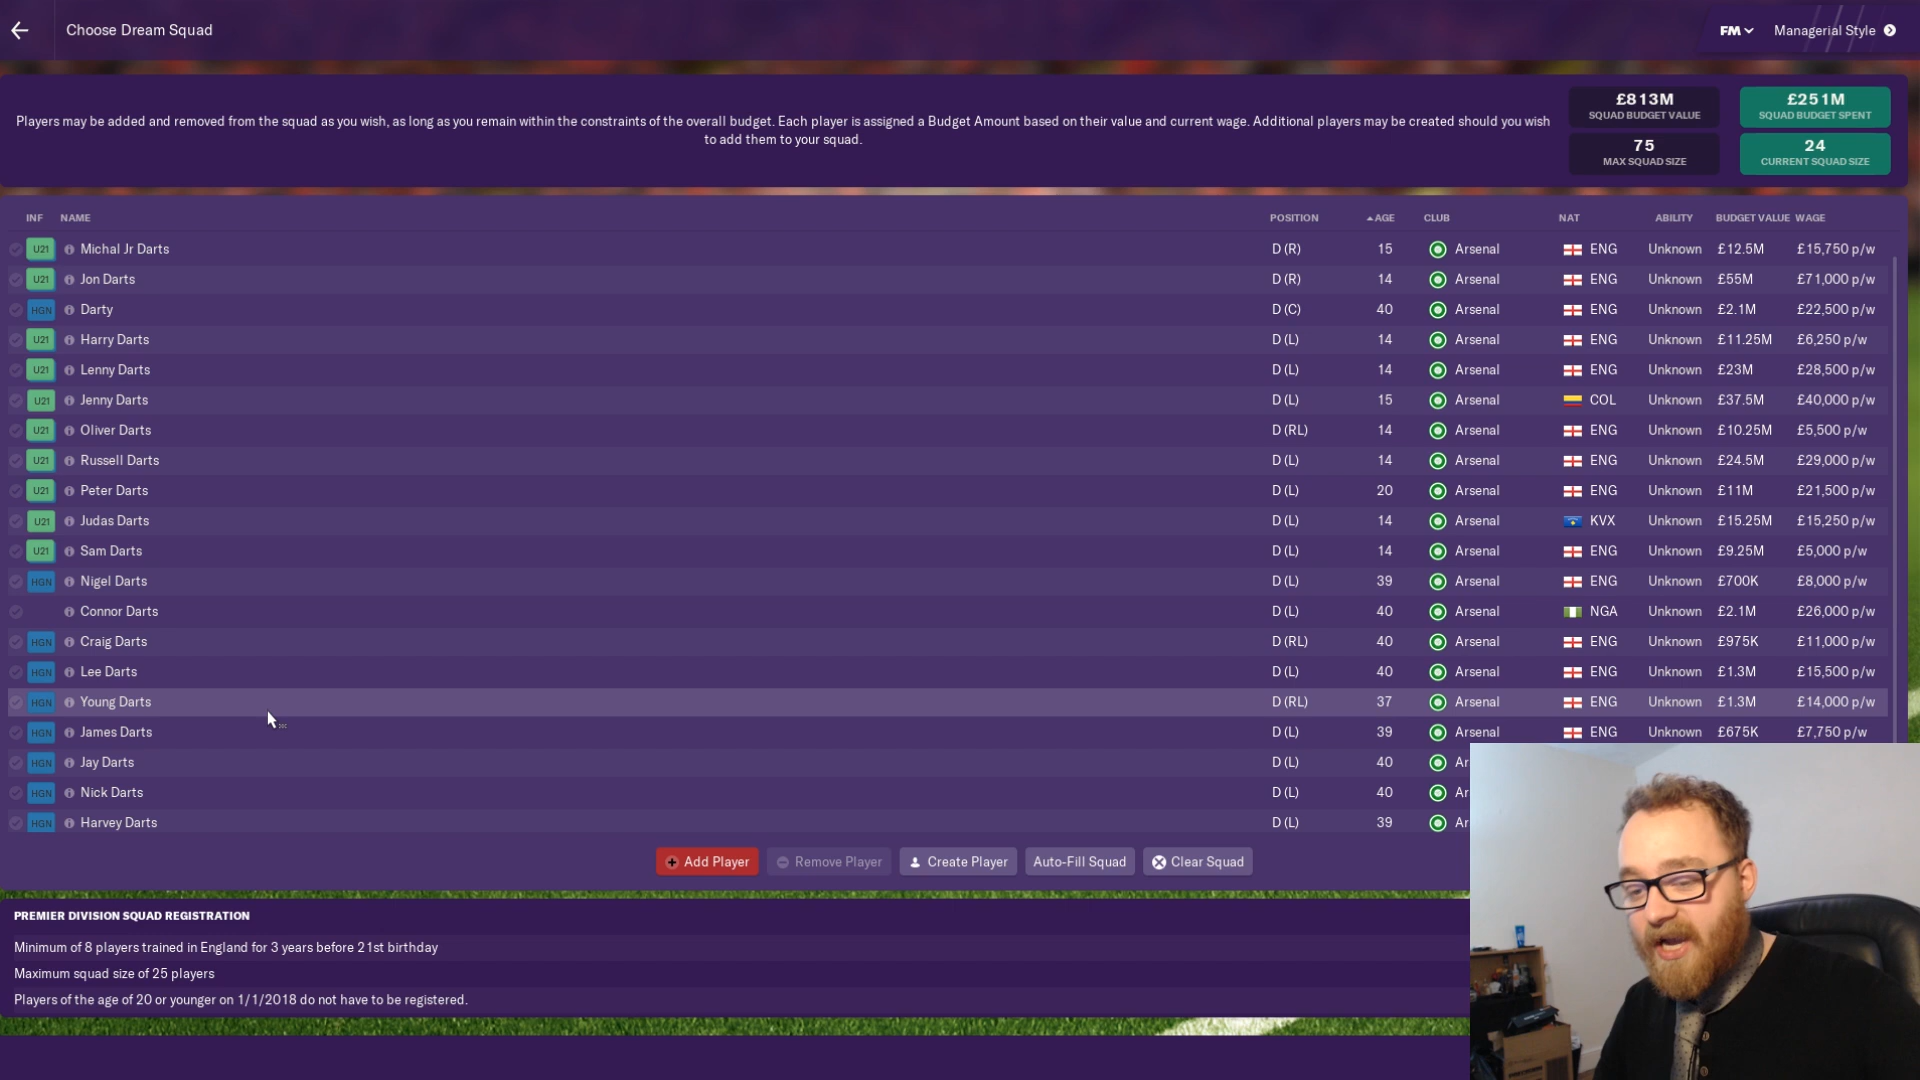 Choose Dream Squad
FM
Managerial Style
Players may be added and removed from the squad as you wish, as long as you remain within the constraints of the overall budget. Each player is assigned a Budget Amount based on their value and current wage. Additional players may be created should you wish
to add them to your squad.
£813M
SQUAD BUDGET VALUE
£251M
SQUAD BUDGET SPENT
75
MAX SQUAD SIZE
24
CURRENT SQUAD SIZE
INF NAME POSITION AGE CLUB NAT ABILITY BUDGET VALUE WAGE
U21 Michal Jr Darts D (R) 15 Arsenal ENG Unknown £12.5M £15,750 p/w
U21 Jon Darts D (R) 14 Arsenal ENG Unknown £55M £71,000 p/w
HGN Darty D (C) 40 Arsenal ENG Unknown £2.1M £22,500 p/w
U21 Harry Darts D (L) 14 Arsenal ENG Unknown £11.25M £6,250 p/w
U21 Lenny Darts D (L) 14 Arsenal ENG Unknown £23M £28,500 p/w
U21 Jenny Darts D (L) 15 Arsenal COL Unknown £37.5M £40,000 p/w
U21 Oliver Darts D (RL) 14 Arsenal ENG Unknown £10.25M £5,500 p/w
U21 Russell Darts D (L) 14 Arsenal ENG Unknown £24.5M £29,000 p/w
U21 Peter Darts D (L) 20 Arsenal ENG Unknown £11M £21,500 p/w
U21 Judas Darts D (L) 14 Arsenal KVX Unknown £15.25M £15,250 p/w
U21 Sam Darts D (L) 14 Arsenal ENG Unknown £9.25M £5,000 p/w
HGN Nigel Darts D (L) 39 Arsenal ENG Unknown £700K £8,000 p/w
Connor Darts D (L) 40 Arsenal NGA Unknown £2.1M £26,000 p/w
HGN Craig Darts D (RL) 40 Arsenal ENG Unknown £975K £11,000 p/w
HGN Lee Darts D (L) 40 Arsenal ENG Unknown £1.3M £15,500 p/w
HGN Young Darts D (RL) 37 Arsenal ENG Unknown £1.3M £14,000 p/w
HGN James Darts D (L) 39 Arsenal ENG Unknown £675K £7,750 p/w
HGN Jay Darts D (L) 40 Ar
HGN Nick Darts D (L) 40 Ar
HGN Harvey Darts D (L) 39 Ar
Add Player
Remove Player
Create Player
Auto-Fill Squad
Clear Squad
PREMIER DIVISION SQUAD REGISTRATION
Minimum of 8 players trained in England for 3 years before 21st birthday
Maximum squad size of 25 players
Players of the age of 20 or younger on 1/1/2018 do not have to be registered.